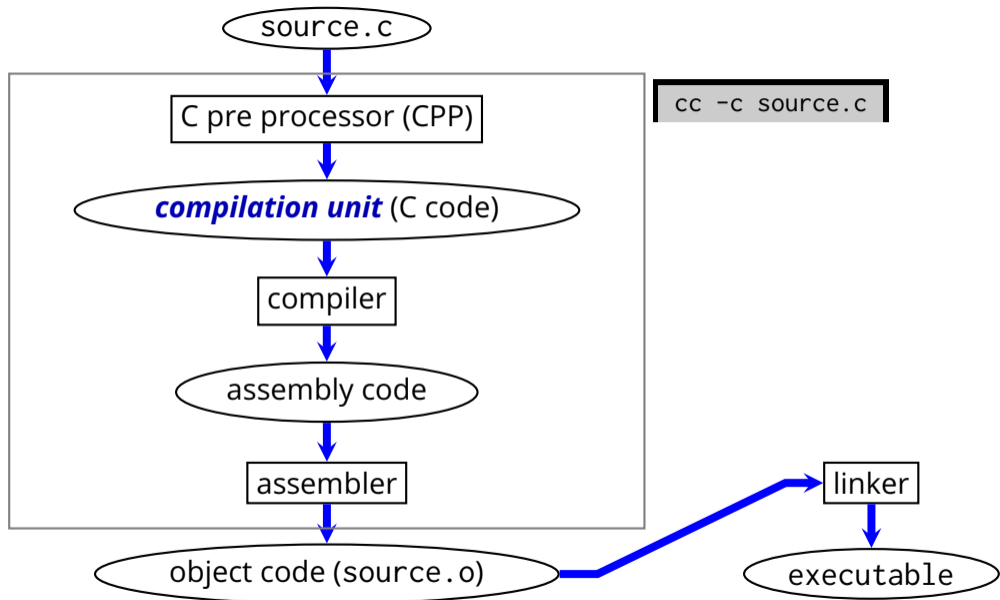 source.c
C pre processor (CPP)
cc -c source.c
compilation unit (C code)
compiler
assembly code
assembler
linker
object code (source.o)
executable